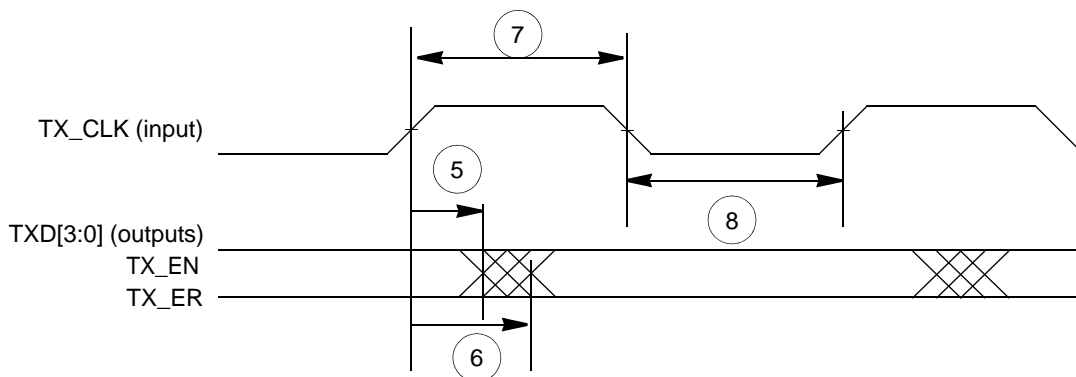 7
TX_CLK (input)
5
8
TXD[3:0] (outputs)
TX_EN
TX_ER
6